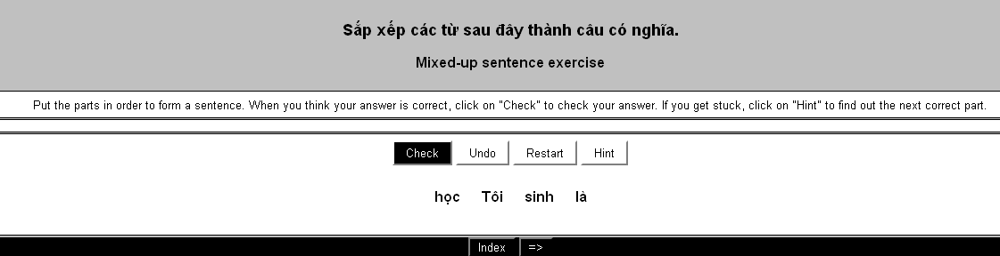 Sắp xếp các từ sau đây thành câu có nghĩa.
Mixed-up sentence exercise
Put the parts in order to form a sentence. When you think your answer is correct, click on "Check" to check your answer. If you get stuck, click on "Hint" to find out the next correct part.
Check Undo Restart Hint
học Tôi sinh là
Index =>